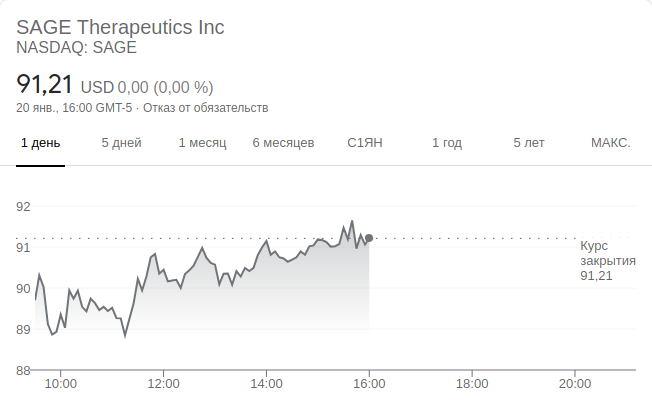 SAGE Therapeutics Inc
NASDAQ: SAGE
91,21 USD 0,00 (0,00 %)
20 янв., 16:00 GMT-5 · Отказ от обязательств
1 день 5 дней 1 месяц 6 месяцев С1ЯН 1 год 5 лет МАКС.
92
91
90
89
88
Курс
закрытия
91,21
10:00 12:00 14:00 16:00 18:00 20:00